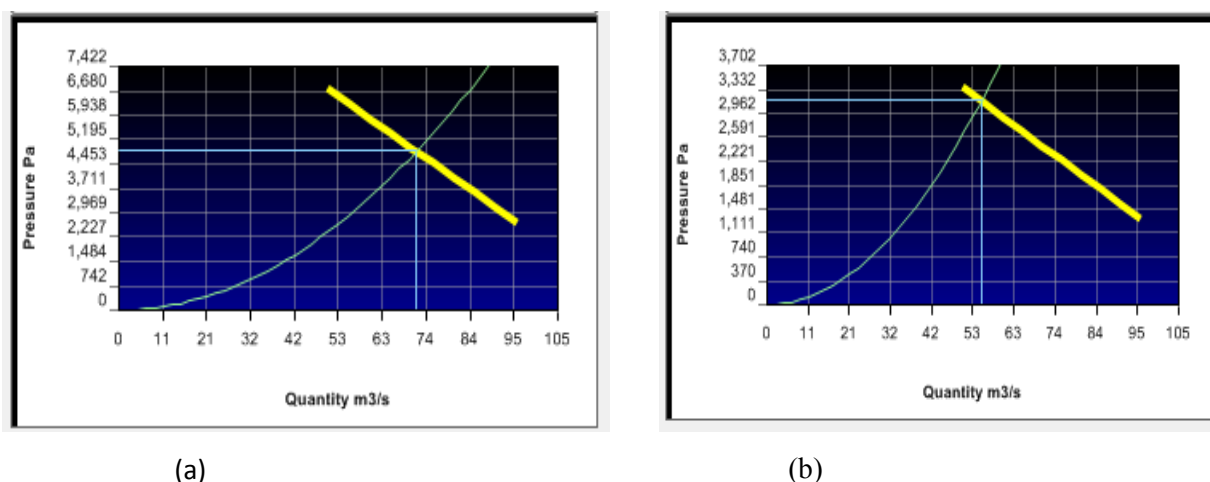 7,422
6,680
5,938
5,195
4,453
3,711
2,969
2,227
1,484
742
0
Pressure Pa
0 11 21 32 42 53 63 74 84 95 105
Quantity m3/s
(a)
3,702
3,332
2,962
2,591
2,221
1,851
1,481
1,111
740
370
0
Pressure Pa
0 11 21 32 42 53 63 74 84 95 105
Quantity m3/s
(b)